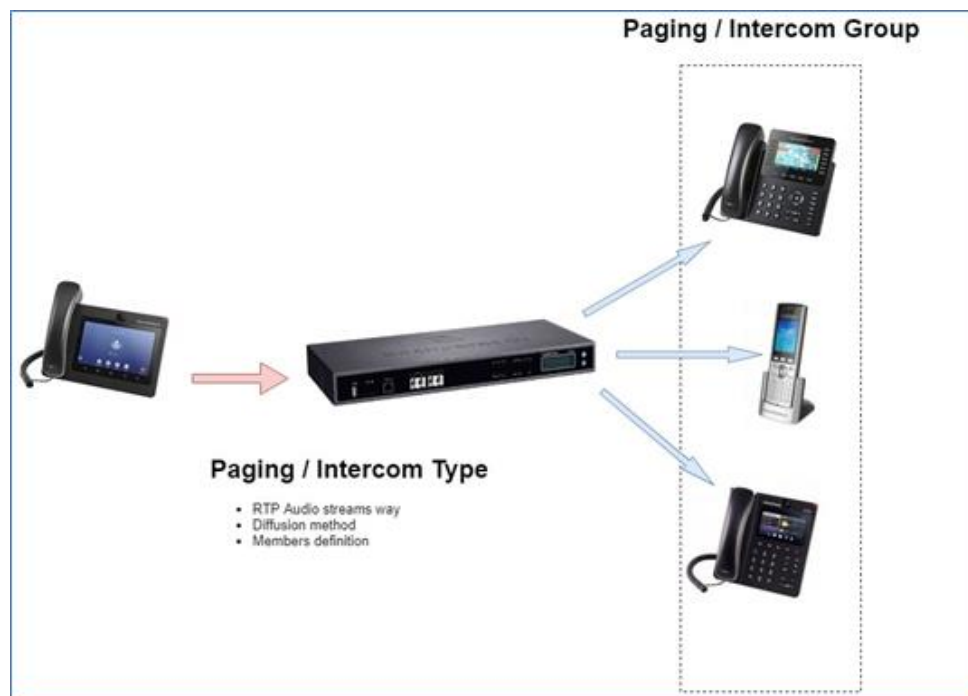 Paging / Intercom Group
Paging / Intercom Type
• RTP Audio streams way
• Diffusion method
• Members definition